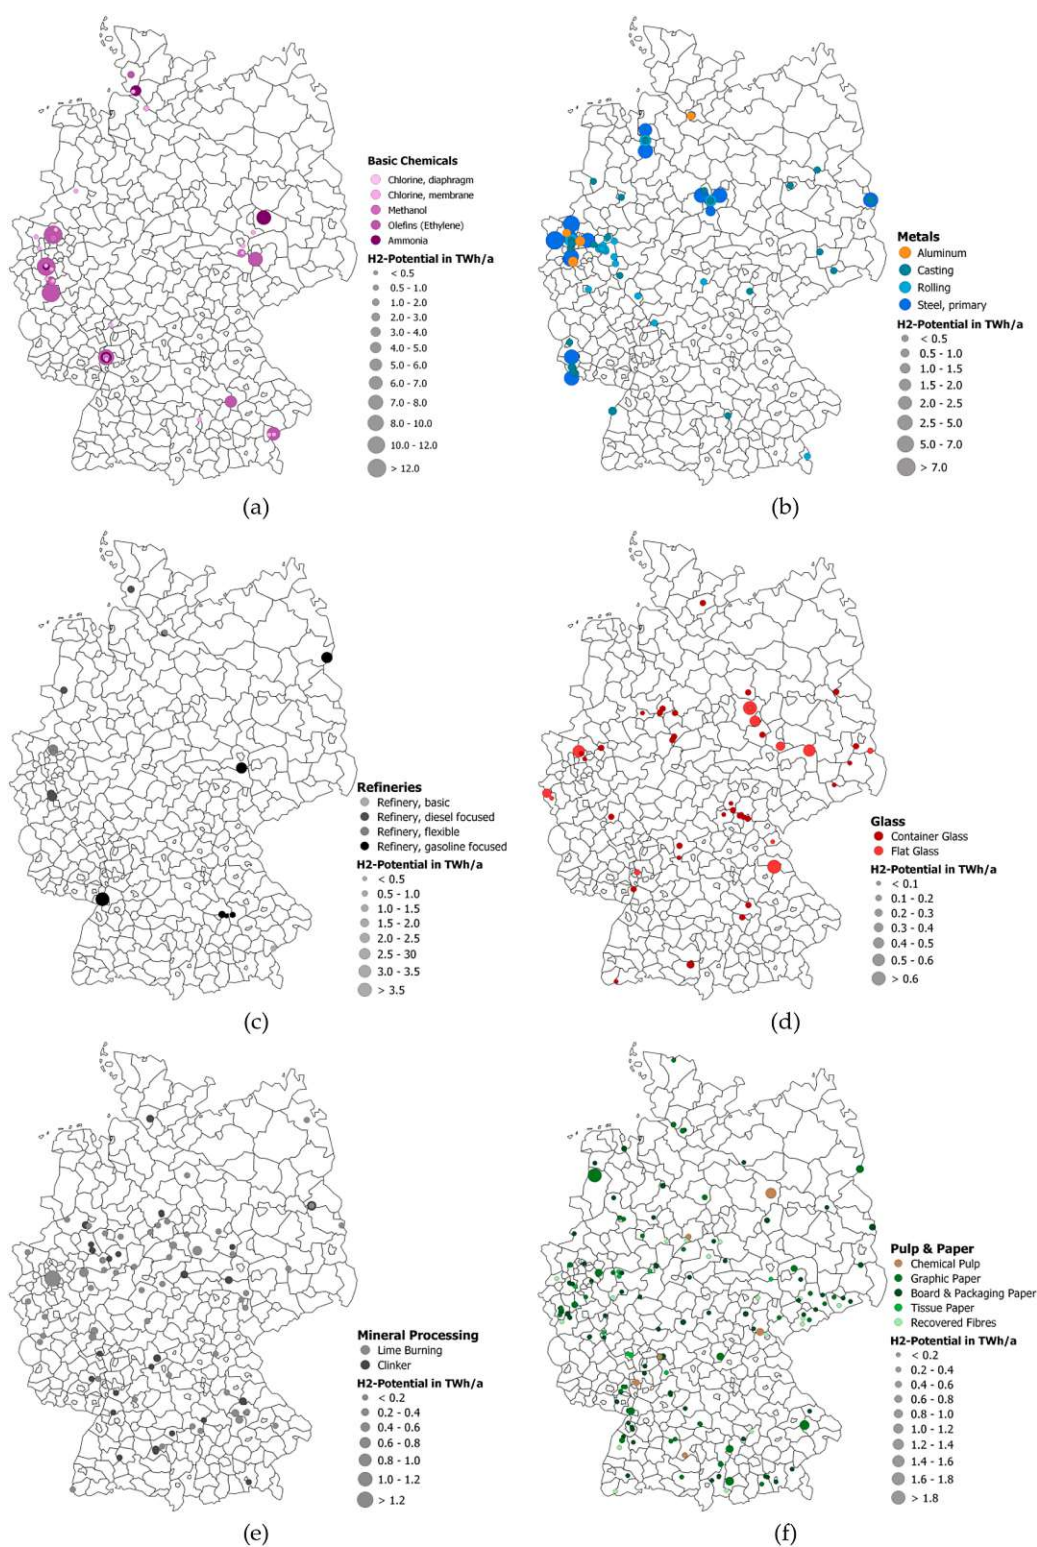 Basic Chemicals
Chlorine, diaphragm
Chlorine, membrane
Methanol
Olefins (Ethylene)
Ammonia
H2-Potential in TWh/a
< 0.5
0.5 - 1.0
1.0 - 2.0
2.0 - 3.0
3.0 - 4.0
4.0 - 5.0
5.0 - 6.0
6.0 - 7.0
7.0 - 8.0
8.0 - 10.0
10.0 - 12.0
> 12.0
(a)
Metals
Aluminum
Casting
Rolling
Steel, primary
H2-Potential in TWh/a
< 0.5
0.5 - 1.0
1.0 - 1.5
1.5 - 2.0
2.0 - 2.5
2.5 - 5.0
5.0 - 7.0
> 7.0
(b)
Refineries
Refinery, basic
Refinery, diesel focused
Refinery, flexible
Refinery, gasoline focused
H2-Potential in TWh/a
< 0.5
0.5 - 1.0
1.0 - 1.5
1.5 - 2.0
2.0 - 2.5
2.5 - 30
3.0 - 3.5
> 3.5
(c)
Glass
Container Glass
Flat Glass
H2-Potential in TWh/a
< 0.1
0.1 - 0.2
0.2 - 0.3
0.3 - 0.4
0.4 - 0.5
0.5 - 0.6
> 0.6
(d)
Mineral Processing
Lime Burning
Clinker
H2-Potential in TWh/a
< 0.2
0.2 - 0.4
0.4 - 0.6
0.6 - 0.8
0.8 - 1.0
1.0 - 1.2
> 1.2
(e)
Pulp & Paper
Chemical Pulp
Graphic Paper
Board & Packaging Paper
Tissue Paper
Recovered Fibres
H2-Potential in TWh/a
< 0.2
0.2 - 0.4
0.4 - 0.6
0.6 - 0.8
0.8 - 1.0
1.0 - 1.2
1.2 - 1.4
1.4 - 1.6
1.6 - 1.8
> 1.8
(f)